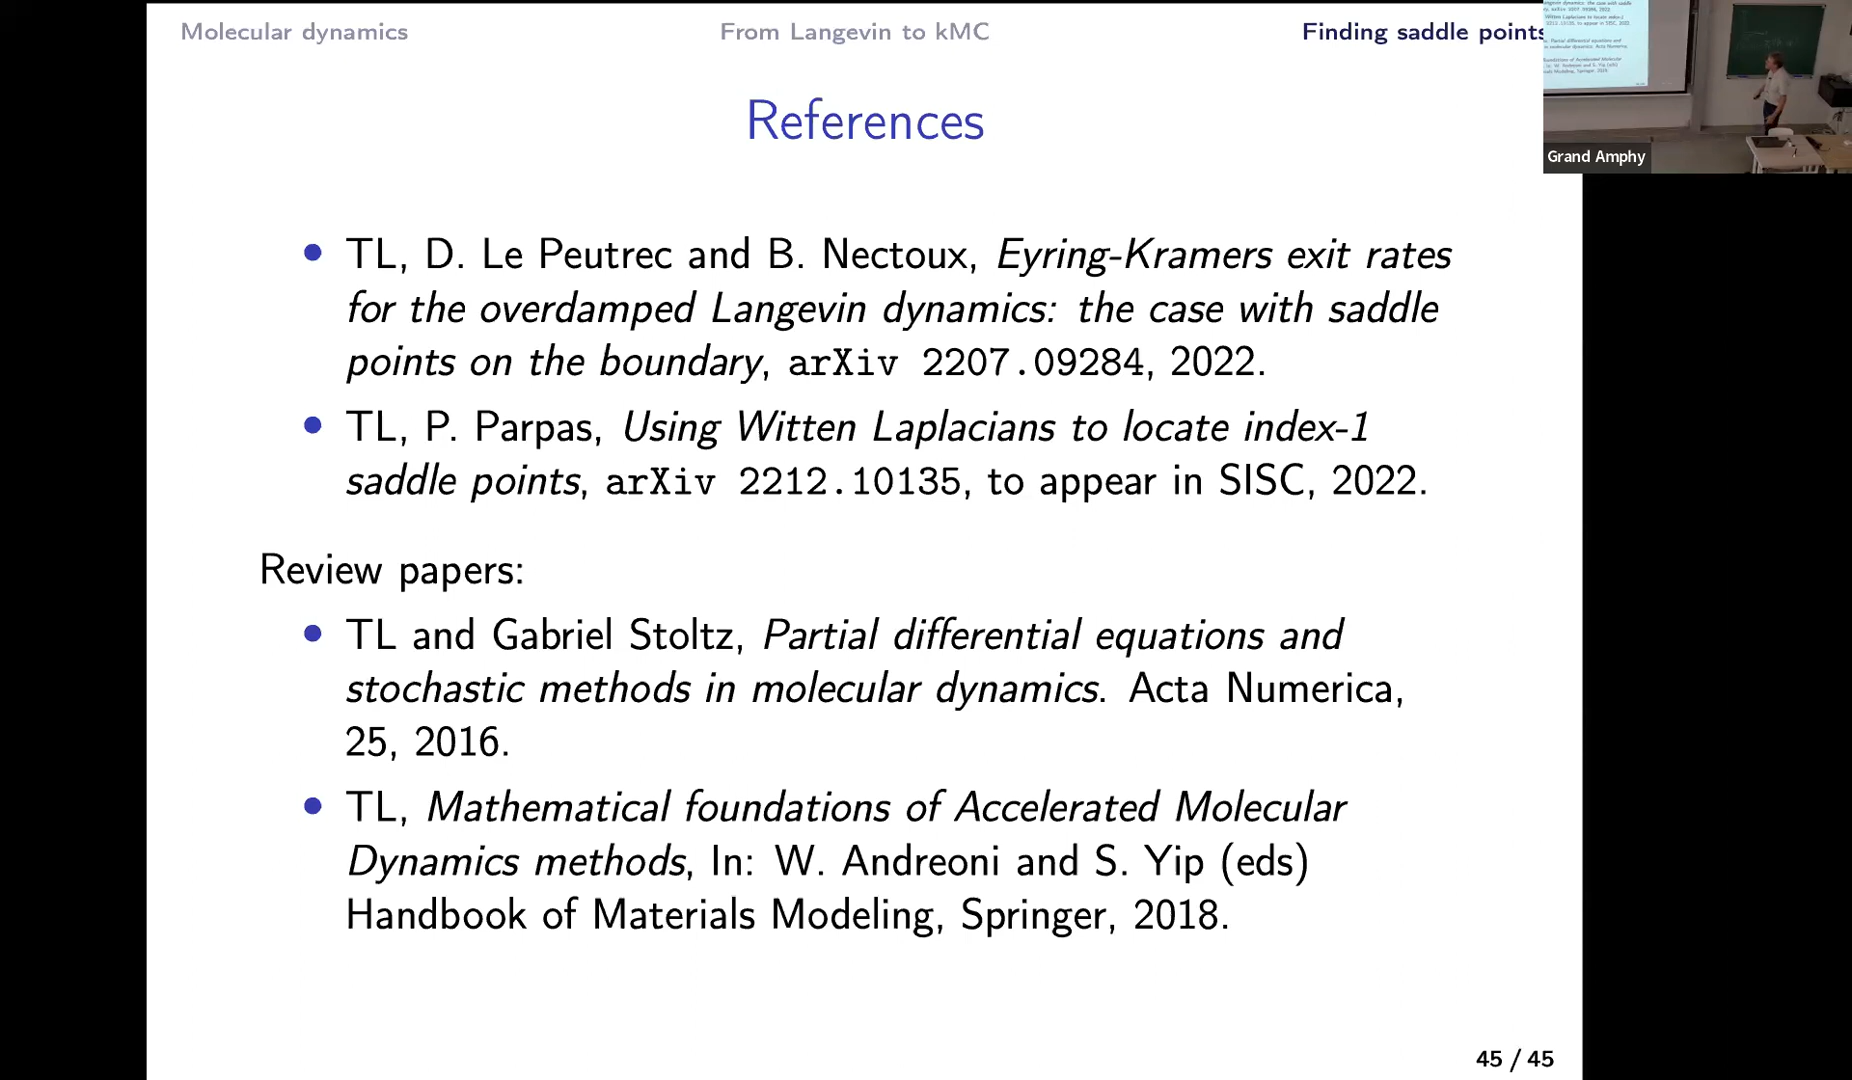 Molecular dynamics
From Langevin to kMC
Finding saddle points
References
• TL, D. Le Peutrec and B. Nectoux, Eyring-Kramers exit rates
for the overdamped Langevin dynamics: the case with saddle
points on the boundary, arXiv 2207.09284, 2022.
• TL, P. Parpas, Using Witten Laplacians to locate index-1
saddle points, arXiv 2212.10135, to appear in SISC, 2022.
Review papers:
• TL and Gabriel Stoltz, Partial differential equations and
stochastic methods in molecular dynamics. Acta Numerica,
25, 2016.
• TL, Mathematical foundations of Accelerated Molecular
Dynamics methods, In: W. Andreoni and S. Yip (eds)
Handbook of Materials Modeling, Springer, 2018.
45 / 45
Grand Amphy